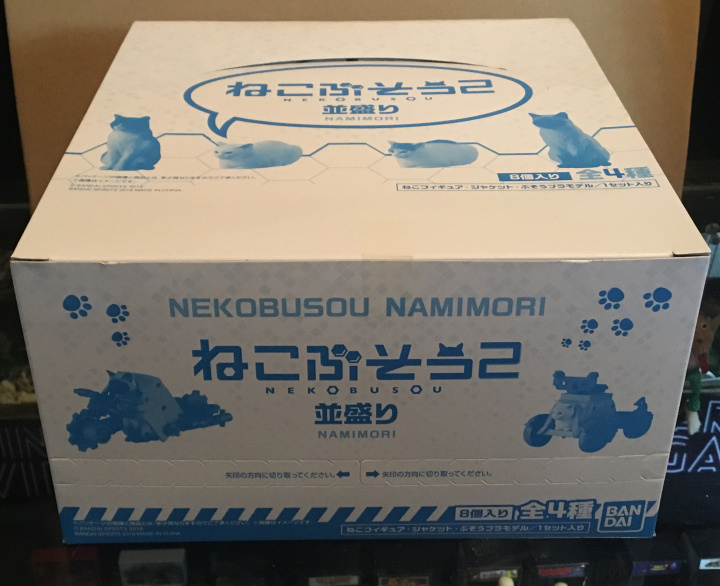 ねこぶそう2
NEKOBUSOU
並盛り
NAMIMORI
8個入り 全4種
ねこフィギュア・ジャケット・ぶそうプラモデル/1セット入り
NEKOBUSOU NAMIMORI
ねこぶそう2
NEKOBUSOU
並盛り
NAMIMORI
矢印の方向に切り取ってください。 矢印の方向に切り取ってください。
8個入り 全4種
ねこフィギュア・ジャケット・ぶそうプラモデル/1セット入り
BAN
DAI